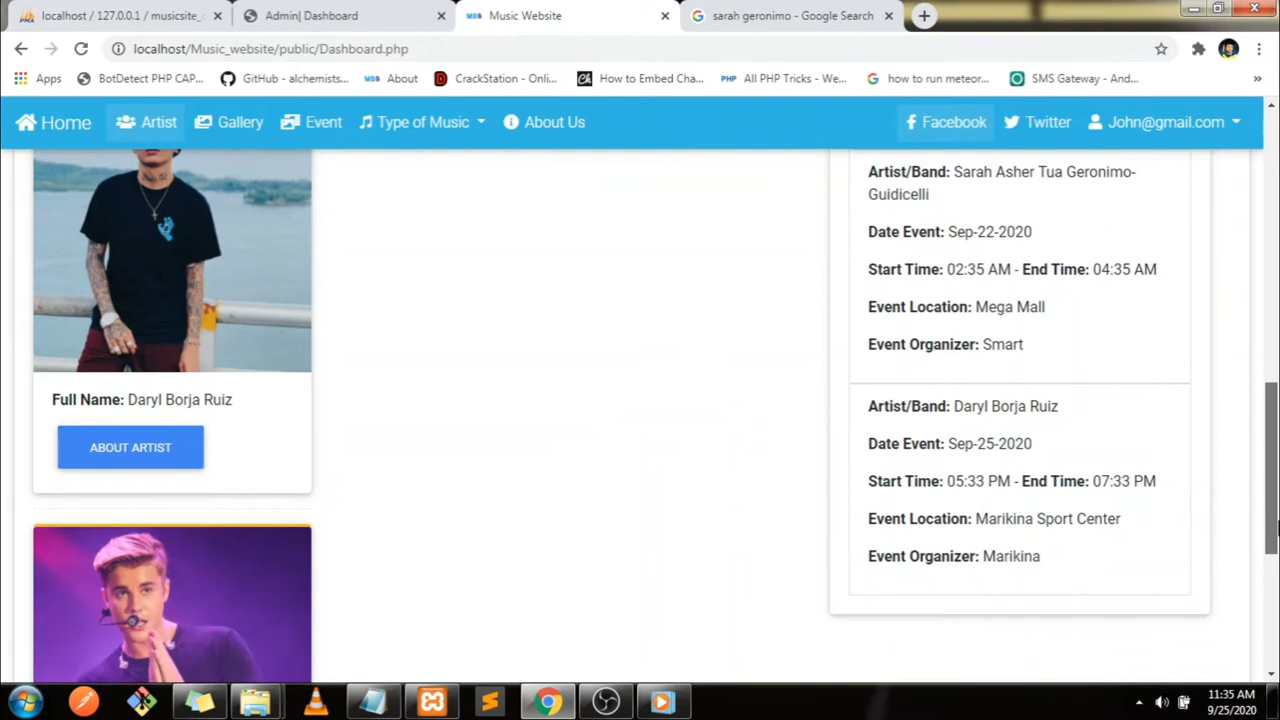 localhost / 127.0.0.1 / musicsite_
Admin| Dashboard
Music Website
sarah geronimo - Google Search
localhost/Music_website/public/Dashboard.php
Apps
BotDetect PHP CAP...
GitHub - alchemists...
About
CrackStation - Onli...
How to Embed Cha...
All PHP Tricks - We...
how to run meteor...
SMS Gateway - And...
Home
Artist
Gallery
Event
Type of Music
About Us
Facebook
Twitter
John@gmail.com
Full Name: Daryl Borja Ruiz
ABOUT ARTIST
Artist/Band: Sarah Asher Tua Geronimo-
Guidicelli
Date Event: Sep-22-2020
Start Time: 02:35 AM - End Time: 04:35 AM
Event Location: Mega Mall
Event Organizer: Smart
Artist/Band: Daryl Borja Ruiz
Date Event: Sep-25-2020
Start Time: 05:33 PM - End Time: 07:33 PM
Event Location: Marikina Sport Center
Event Organizer: Marikina
11:35 AM
9/25/2020